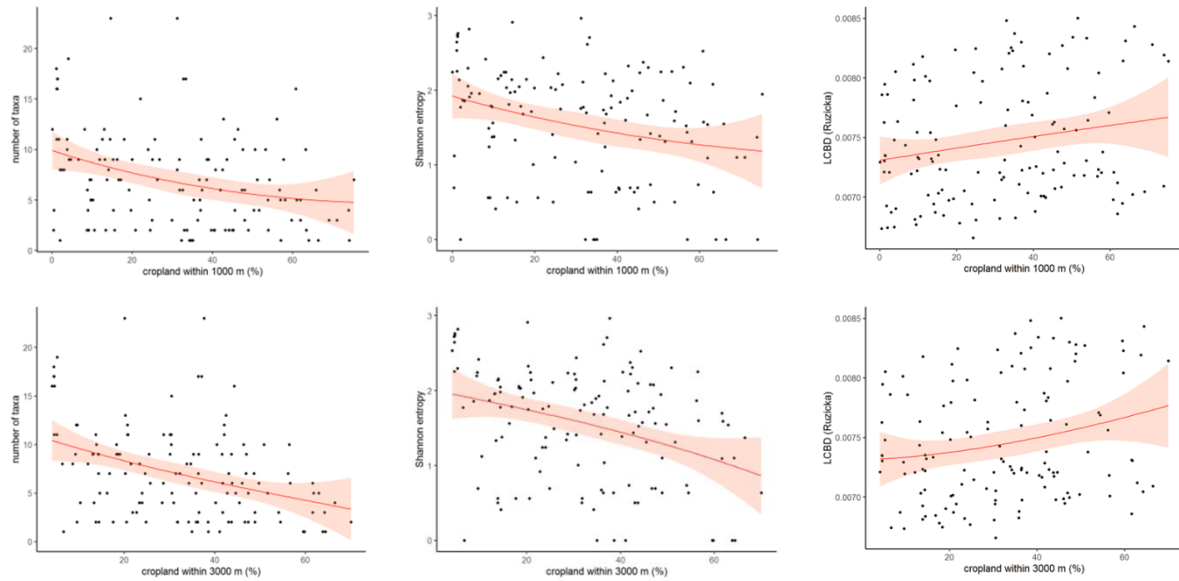 number of taxa
20
15
10
5
0
0 20 40 60
cropland within 1000 m (%)
Shannon entropy
3
2
1
0
0 20 40 60
cropland within 1000 m (%)
LCBD (Ruzicka)
0.0085
0.0080
0.0075
0.0070
0 20 40 60
cropland within 1000 m (%)
number of taxa
20
15
10
5
0
20 40 60
cropland within 3000 m (%)
Shannon entropy
3
2
1
0
20 40 60
cropland within 3000 m (%)
LCBD (Ruzicka)
0.0085
0.0080
0.0075
0.0070
20 40 60
cropland within 3000 m (%)